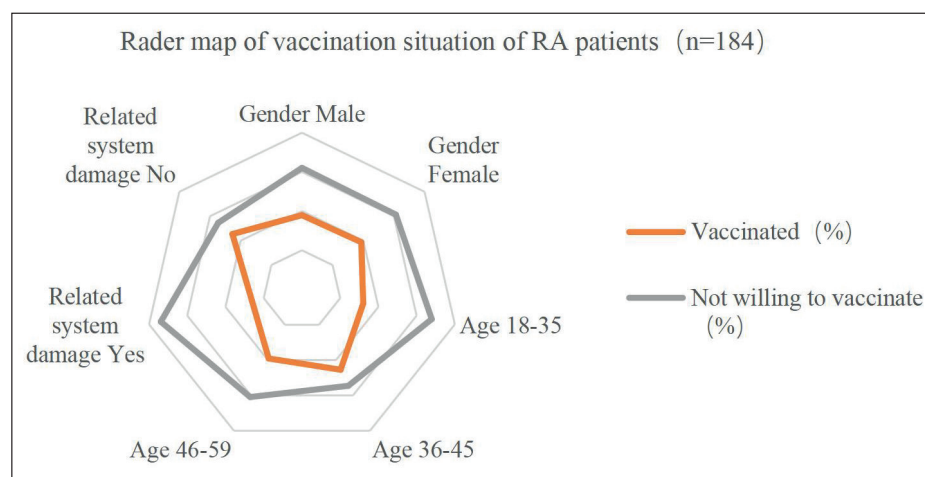 Rader map of vaccination situation of RA patients（n=184）
Gender Male
Gender
Female
Age 18-35
Age 36-45
Age 46-59
Related
system
damage Yes
Related
system
damage No
Vaccinated（%）
Not willing to vaccinate
（%）